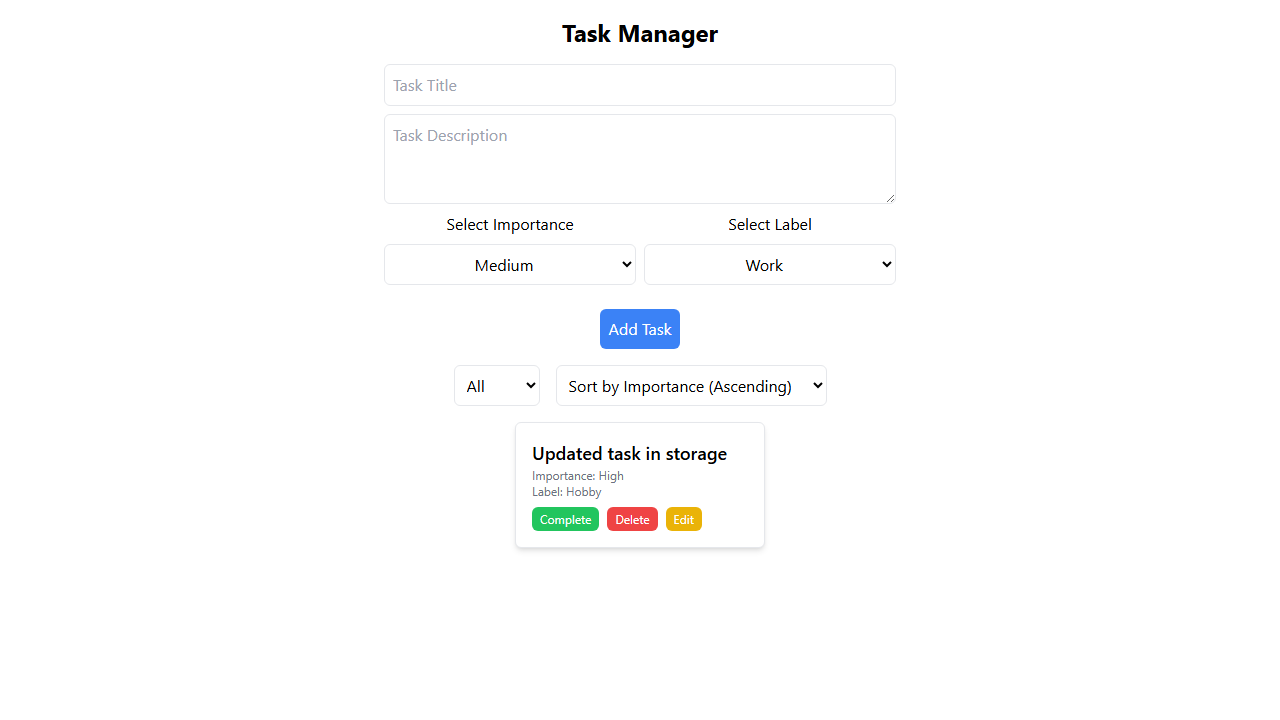 Task Manager
Task Title
Task Description
Select Importance
Select Label
Medium
Work
Add Task
All
Sort by Importance (Ascending)
Updated task in storage
Importance: High
Label: Hobby
Complete
Delete
Edit